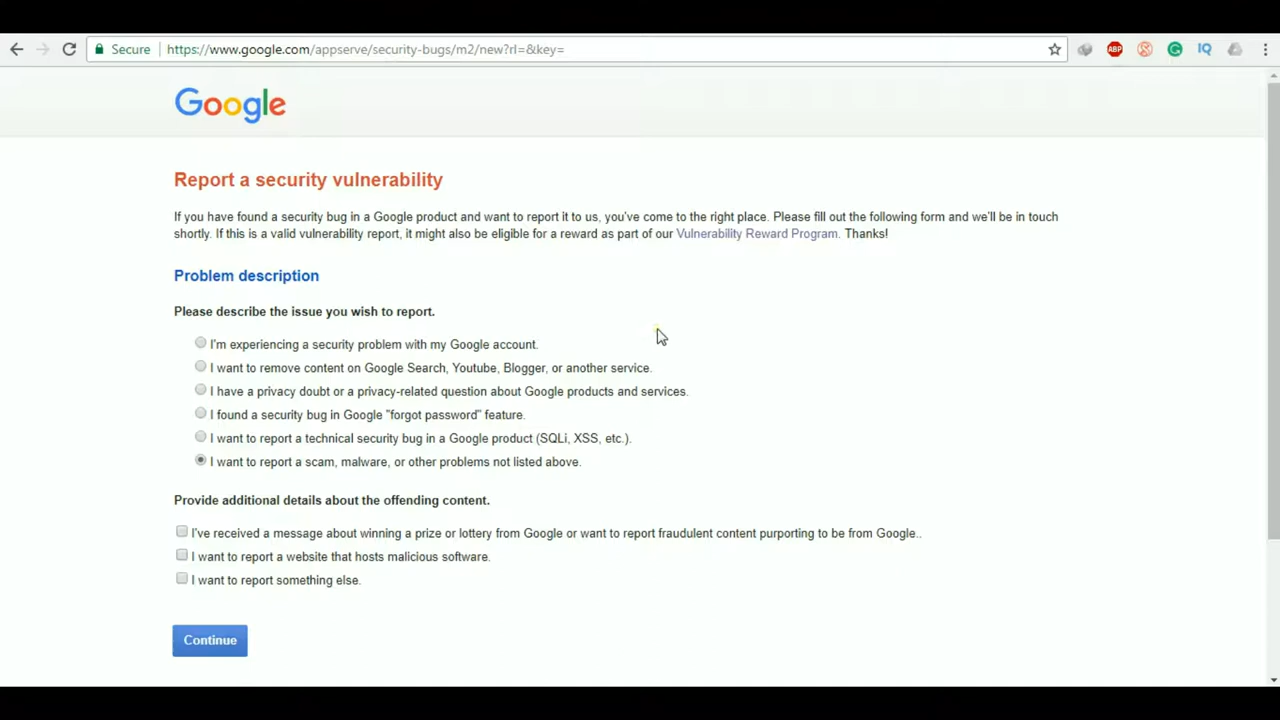 Secure https://www.google.com/appserve/security-bugs/m2/new?rl=&key=
ABP
IQ
Google
Report a security vulnerability
If you have found a security bug in a Google product and want to report it to us, you've come to the right place. Please fill out the following form and we'll be in touch
shortly. If this is a valid vulnerability report, it might also be eligible for a reward as part of our Vulnerability Reward Program. Thanks!
Problem description
Please describe the issue you wish to report.
I'm experiencing a security problem with my Google account.
I want to remove content on Google Search, Youtube, Blogger, or another service.
I have a privacy doubt or a privacy-related question about Google products and services.
I found a security bug in Google "forgot password" feature.
I want to report a technical security bug in a Google product (SQLi, XSS, etc.).
I want to report a scam, malware, or other problems not listed above.
Provide additional details about the offending content.
I've received a message about winning a prize or lottery from Google or want to report fraudulent content purporting to be from Google..
I want to report a website that hosts malicious software.
I want to report something else.
Continue